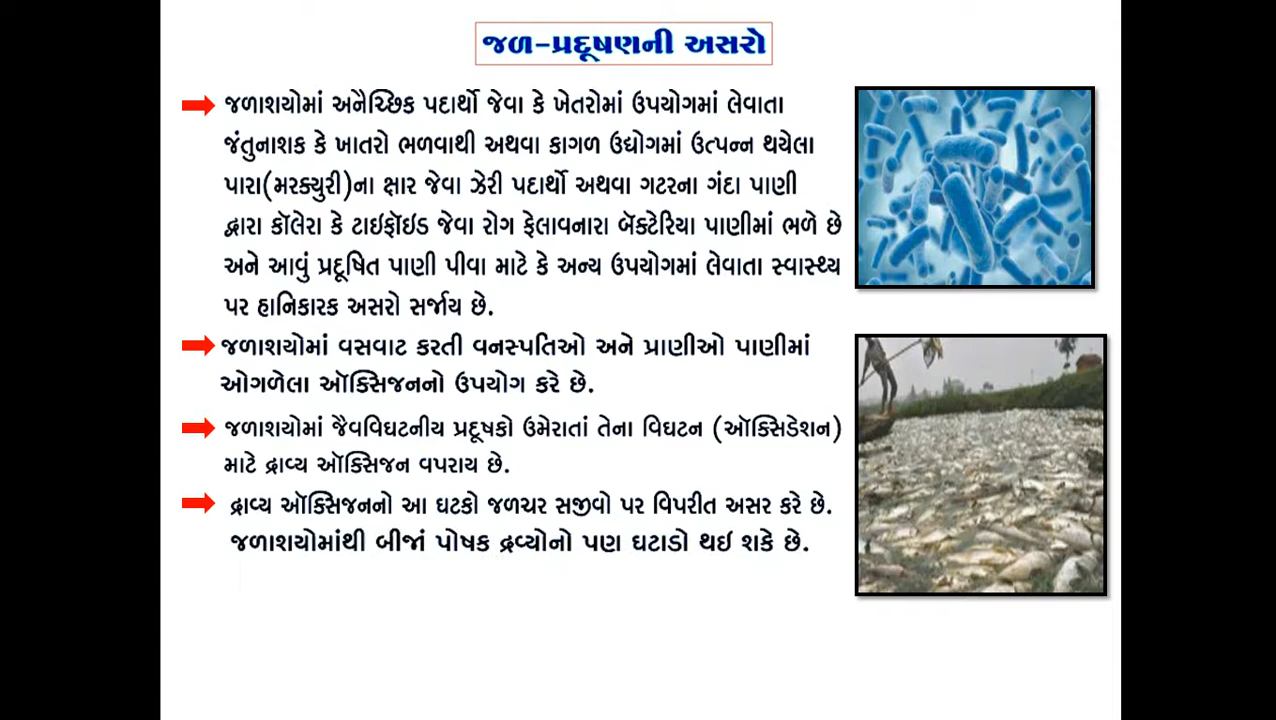 જળ-પ્રદૂષણની અસરો
જળાશયોમાં અનૈચ્છિક પદાર્થો જેવા કે ખેતરોમાં ઉપયોગમાં લેવાતા
જંતુનાશક કે ખાતરો ભળવાથી અથવા કાગળ ઉદ્યોગમાં ઉત્પન્ન થયેલા
પારા(મરક્યુરી)ના ક્ષાર જેવા ઝેરી પદાર્થો અથવા ગટરના ગંદા પાણી
દ્વારા કૉલેરા કે ટાઇફૉઇડ જેવા રોગ ફેલાવનારા બૅક્ટેરિયા પાણીમાં ભળે છે
અને આવું પ્રદૂષિત પાણી પીવા માટે કે અન્ય ઉપયોગમાં લેવાતા સ્વાસ્થ્ય
પર હાનિકારક અસરો સર્જાય છે.
જળાશયોમાં વસવાટ કરતી વનસ્પતિઓ અને પ્રાણીઓ પાણીમાં
ઓગળેલા ઑક્સિજનનો ઉપયોગ કરે છે.
જળાશયોમાં જૈવવિઘટનીય પ્રદૂષકો ઉમેરાતાં તેના વિઘટન (ઑક્સિડેશન)
માટે દ્રાવ્ય ઑક્સિજન વપરાય છે.
દ્રાવ્ય ઑક્સિજનનો આ ઘટકો જળચર સજીવો પર વિપરીત અસર કરે છે.
જળાશયોમાંથી બીજાં પોષક દ્રવ્યોનો પણ ઘટાડો થઇ શકે છે.